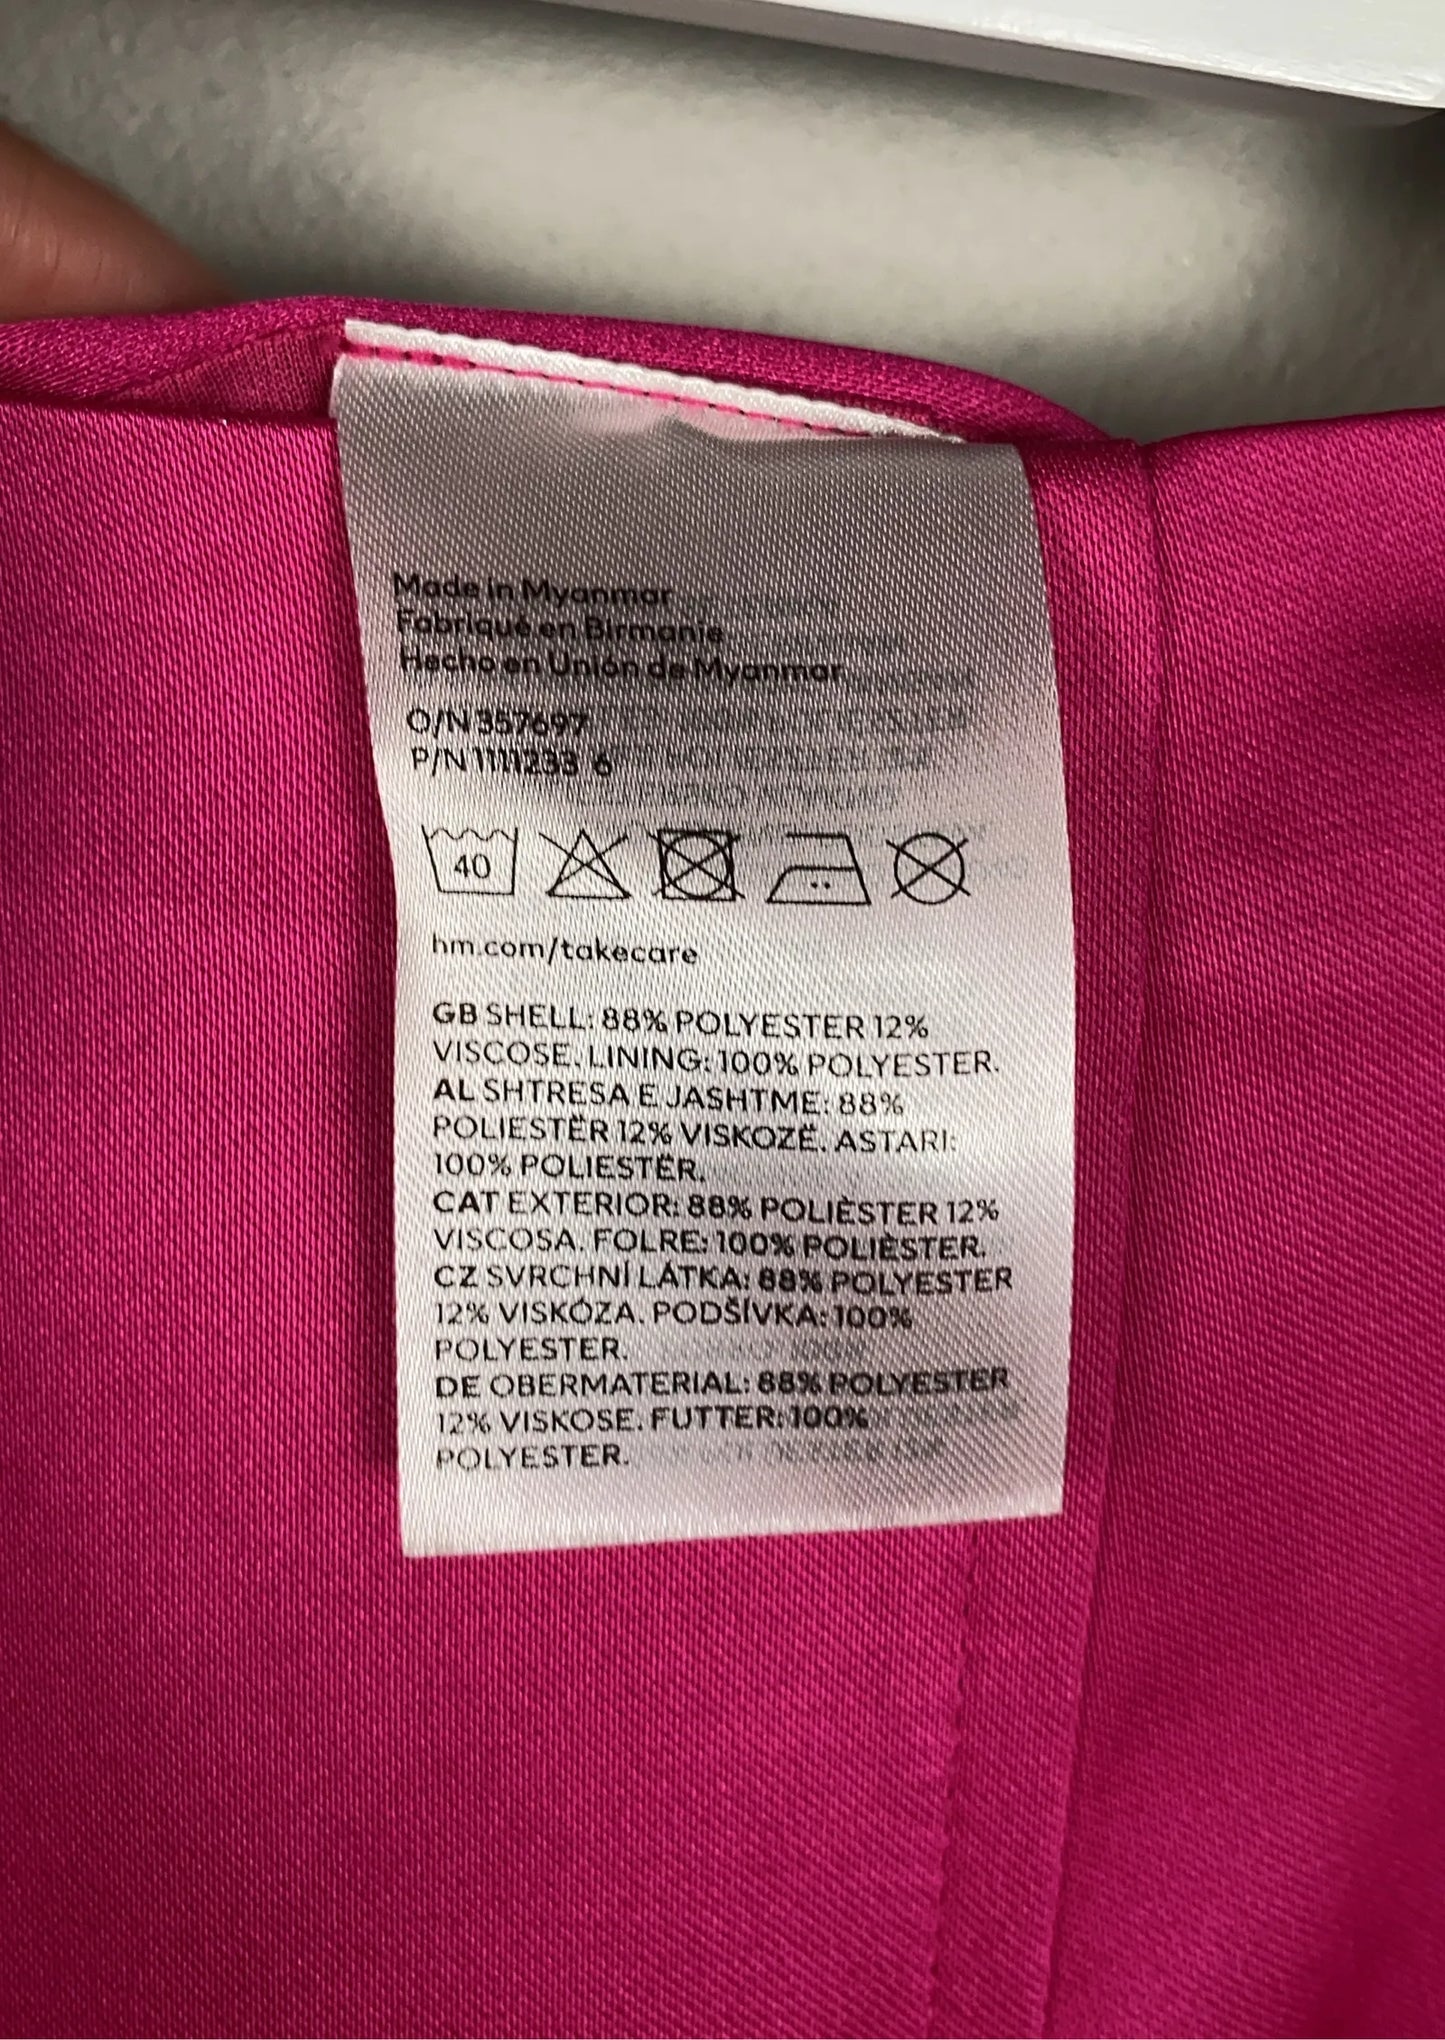 Made in Myanmar
Fabriqué en Birmanie
Hecho en Unión de Myanmar
O/N 357697
P/N 1111233 6
40
hm.com/takecare
GB SHELL: 88% POLYESTER 12%
VISCOSE. LINING: 100% POLYESTER.
AL SHTRESA E JASHTME: 88%
POLIESTËR 12% VISKOZË. ASTARI:
100% POLIESTËR.
CAT EXTERIOR: 88% POLIÈSTER 12%
VISCOSA. FOLRE: 100% POLIÈSTER.
CZ SVRCHNÍ LÁTKA: 88% POLYESTER
12% VISKÓZA. PODŠÍVKA: 100%
POLYESTER.
DE OBERMATERIAL: 88% POLYESTER
12% VISKOSE. FUTTER: 100%
POLYESTER.